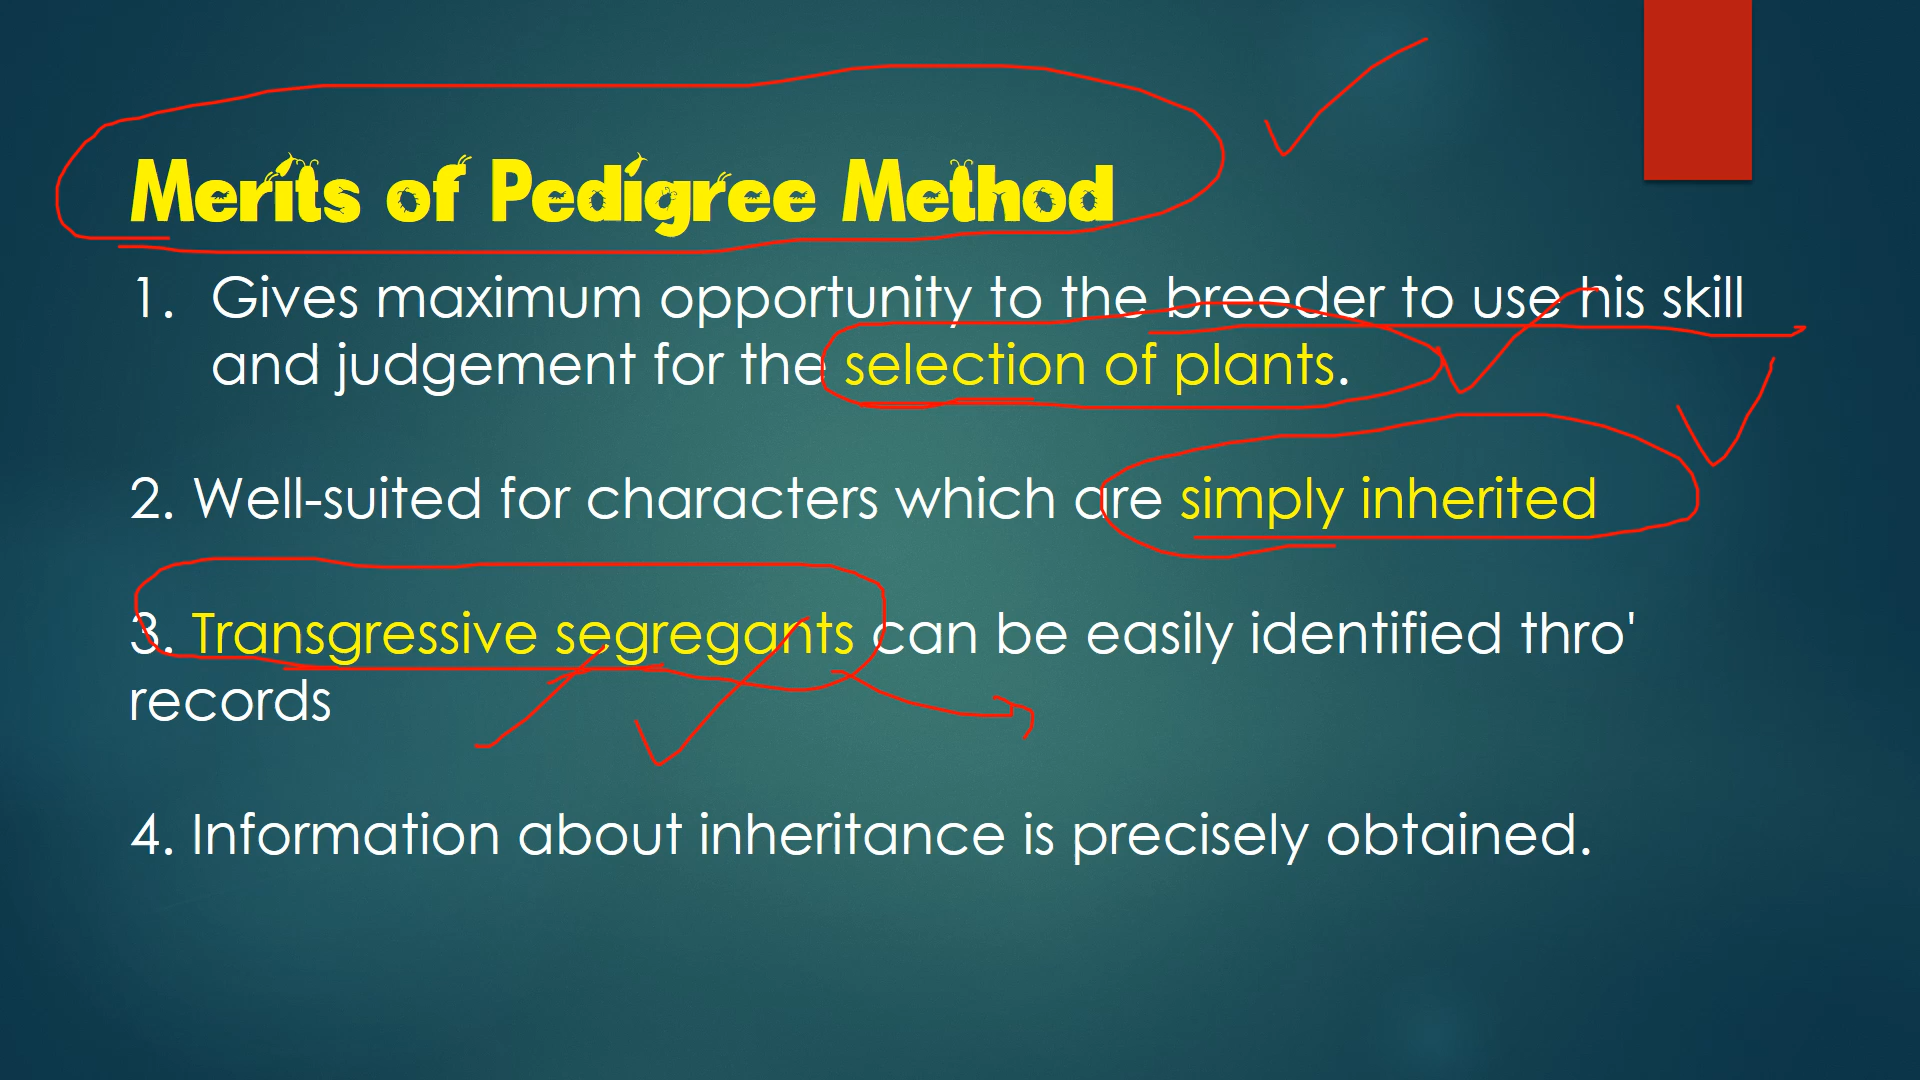 Merits of Pedigree Method
1. Gives maximum opportunity to the breeder to use his skill
and judgement for the selection of plants.
2. Well-suited for characters which are simply inherited
3. Transgressive segregants can be easily identified thro'
records
4. Information about inheritance is precisely obtained.